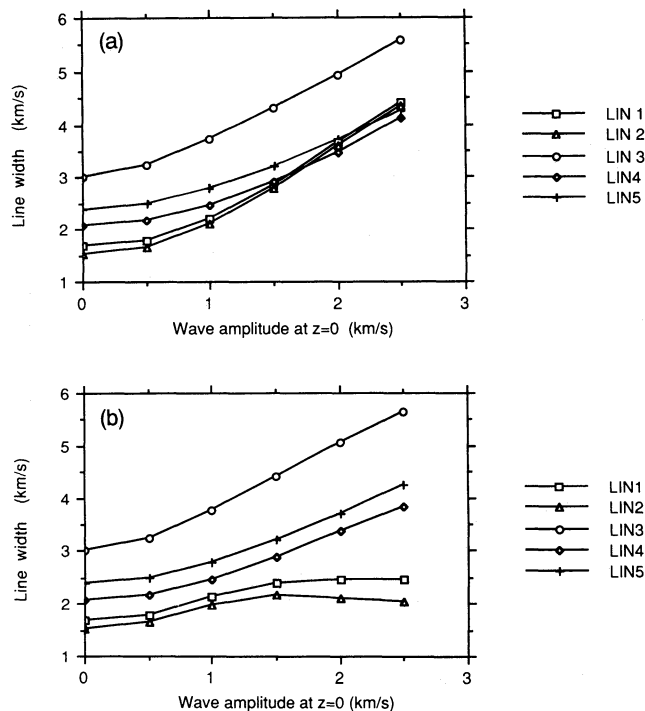 (a)
6
5
4
3
2
1
Line width (km/s)
0 1 2 3
Wave amplitude at z=0 (km/s)
LIN 1
LIN 2
LIN 3
LIN4
LIN5
(b)
6
5
4
3
2
1
Line width (km/s)
0 1 2 3
Wave amplitude at z=0 (km/s)
LIN1
LIN2
LIN3
LIN4
LIN5